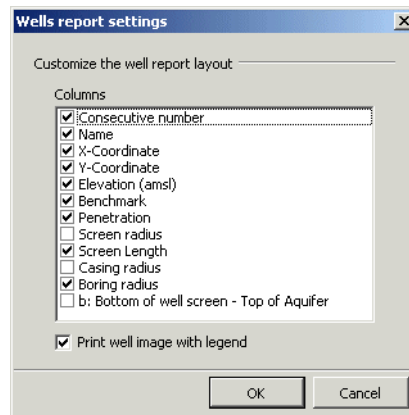 Wells report settings
Customize the well report layout
Columns
Consecutive number
Name
X-Coordinate
Y-Coordinate
Elevation (amsl)
Benchmark
Penetration
Screen radius
Screen Length
Casing radius
Boring radius
b: Bottom of well screen - Top of Aquifer
Print well image with legend
OK
Cancel